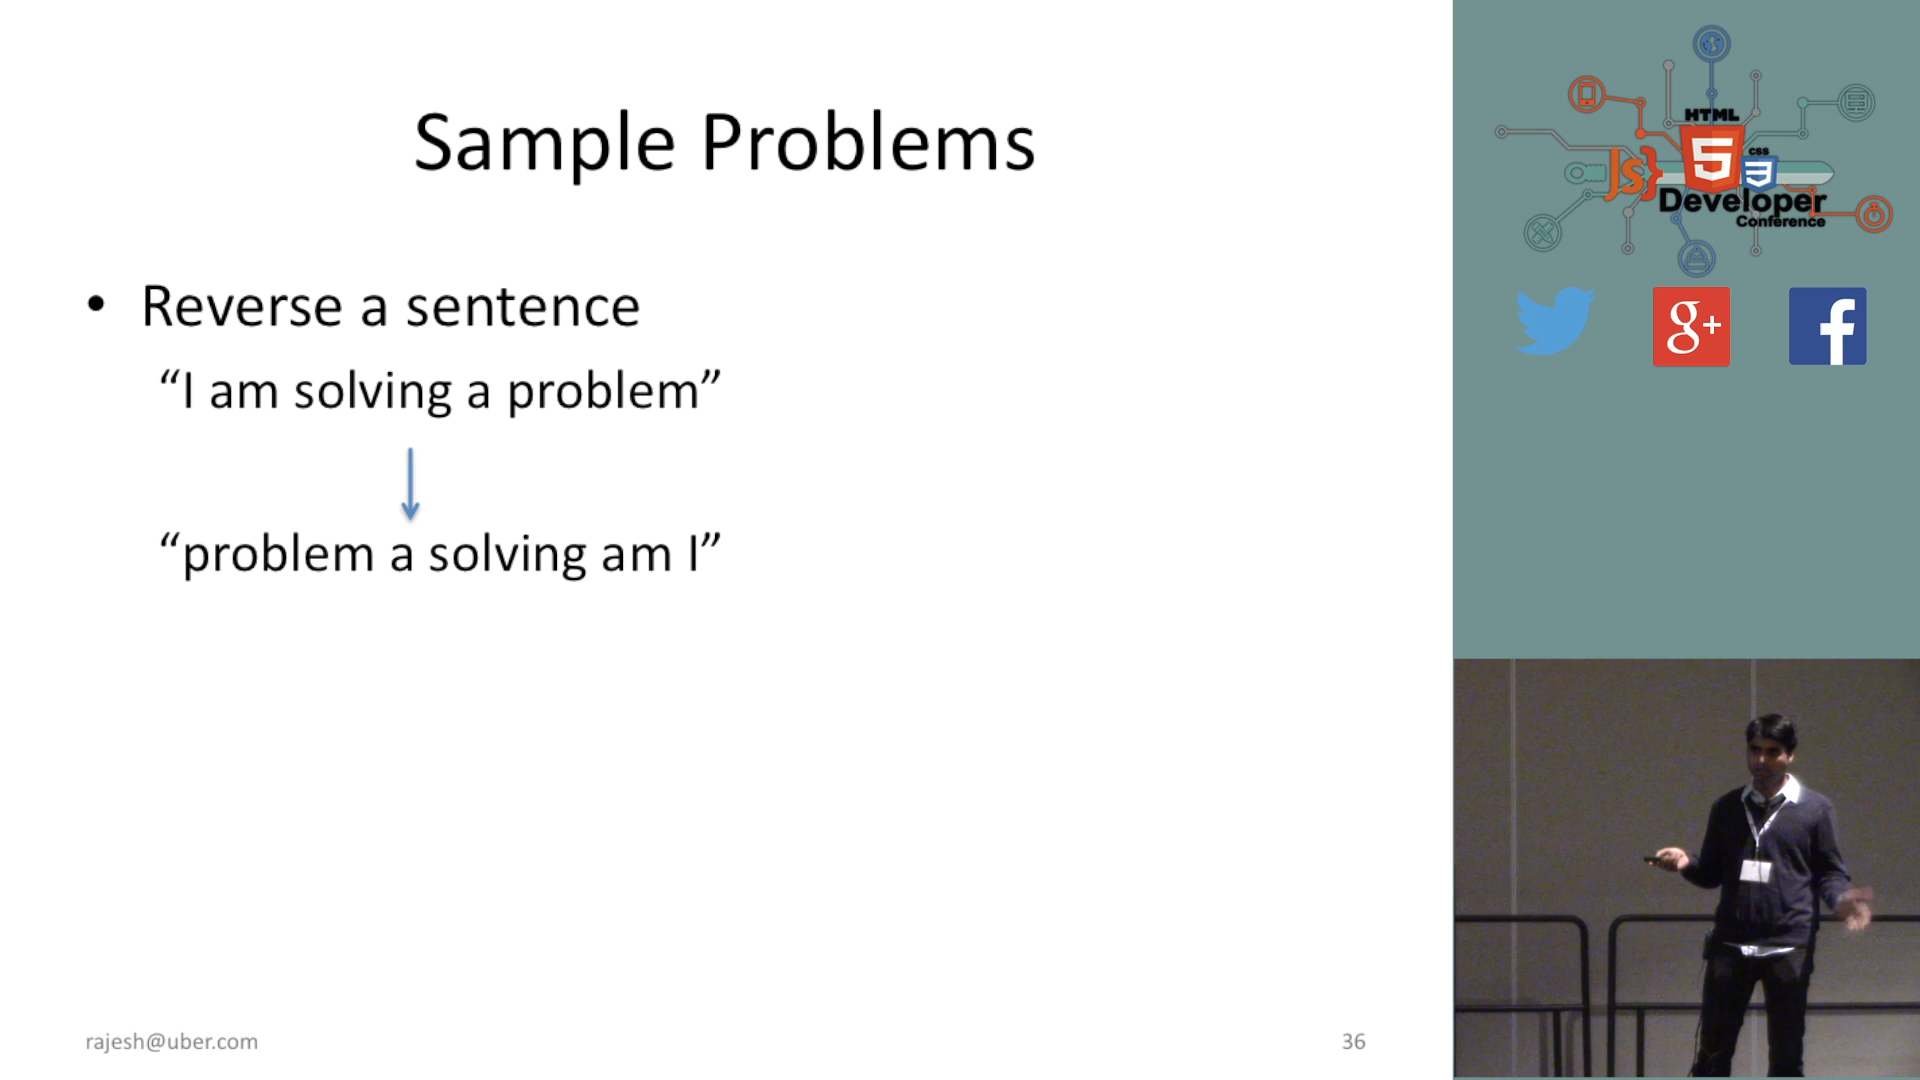 Sample Problems
• Reverse a sentence
“I am solving a problem”
“problem a solving am I”
rajesh@uber.com
36
HTML
5
JS}
css
3
Developer
Conference
g+
f